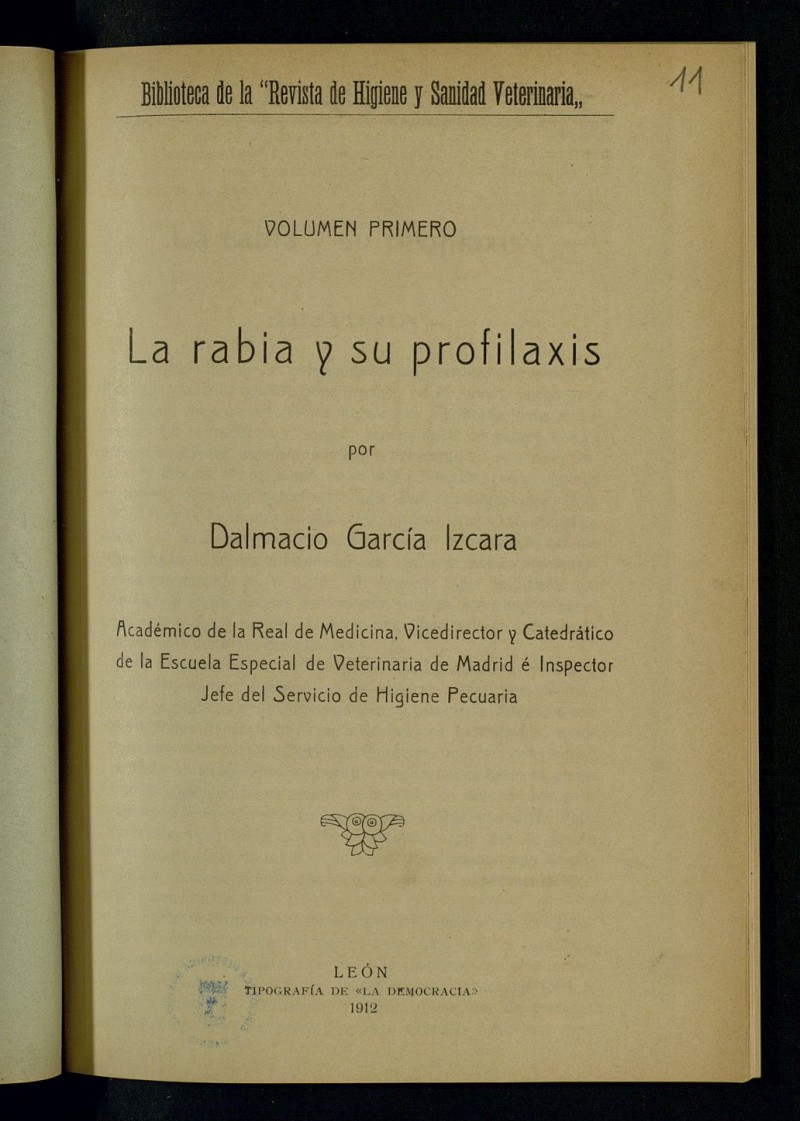 Biblioteca de la "Revista de Higiene y Sanidad Veterinaria„
11
VOLUMEN PRIMERO
La rabia y su profilaxis
por
Dalmacio García Izcara
Académico de la Real de Medicina, Vicedirector y Catedrático
de la Escuela Especial de Veterinaria de Madrid é Inspector
Jefe del Servicio de Higiene Pecuaria
LEÓN
TIPOGRAFÍA DE «LA DEMOCRACIA»
1912